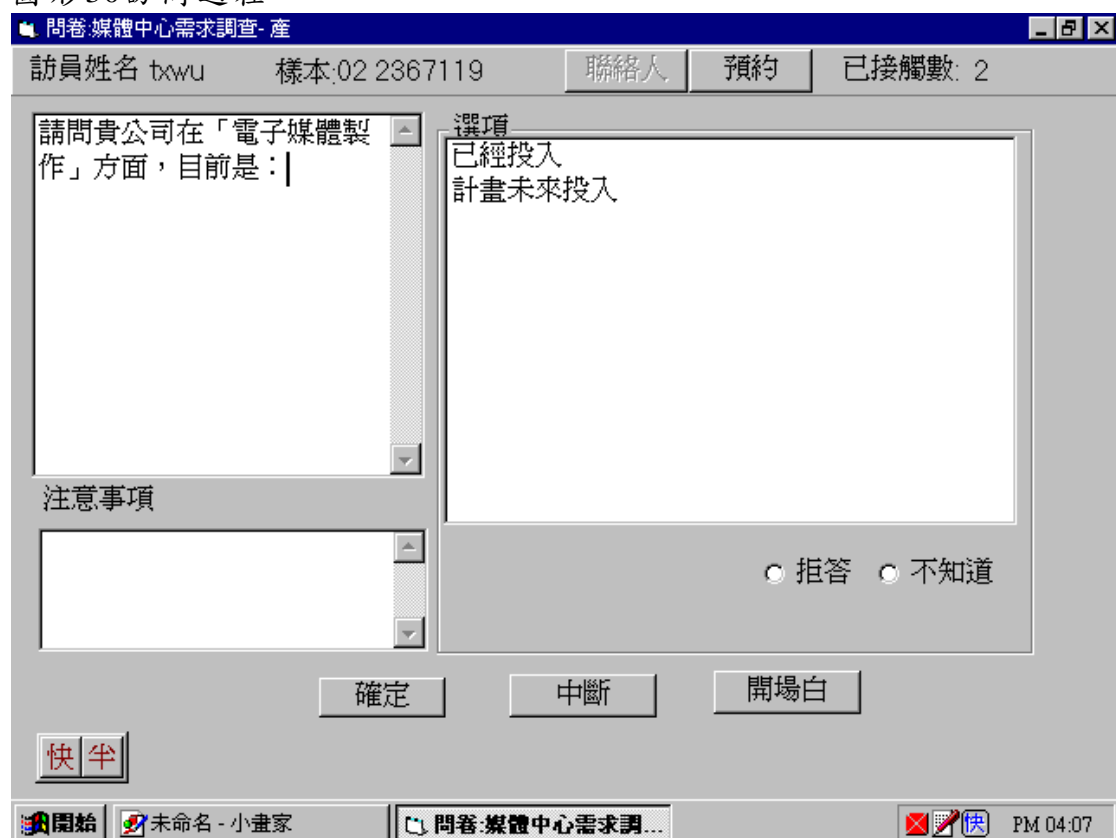 問卷:媒體中心需求調查- 產
訪員姓名 txwu 樣本:02 2367119 聯絡人 預約 已接觸數: 2
請問貴公司在「電子媒體製
作」方面，目前是：
選項
已經投入
計畫未來投入
注意事項
拒答 不知道
確定 中斷 開場白
快 半
開始 未命名 - 小畫家 問卷:媒體中心需求調... 快 PM 04:07